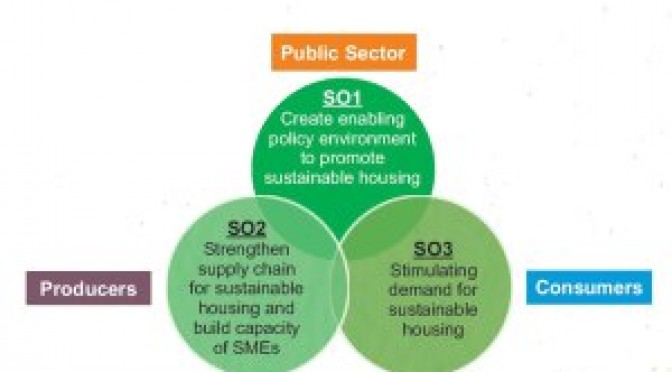 Public Sector
SO1
Create enabling
policy environment
to promote
sustainable housing
SO2
Strengthen
supply chain
for sustainable
housing and
build capacity
of SMEs
SO3
Stimulating
demand for
sustainable
housing
Producers
Consumers